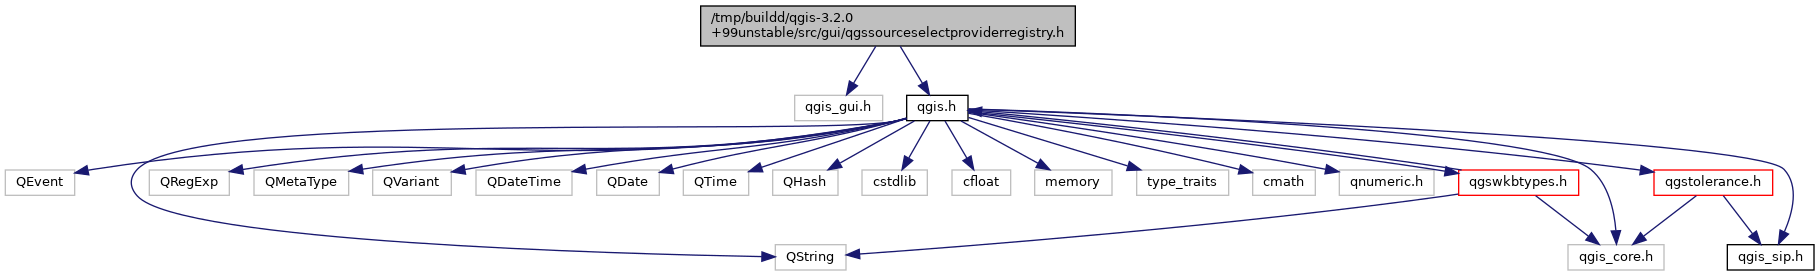 /tmp/buildd/qgis-3.2.0
+99unstable/src/gui/qgssourceselectproviderregistry.h
qgis_gui.h
qgis.h
QEvent
QRegExp
QMetaType
QVariant
QDateTime
QDate
QTime
QHash
cstdlib
cfloat
memory
type_traits
cmath
qnumeric.h
qgswkbtypes.h
qgstolerance.h
QString
qgis_core.h
qgis_sip.h